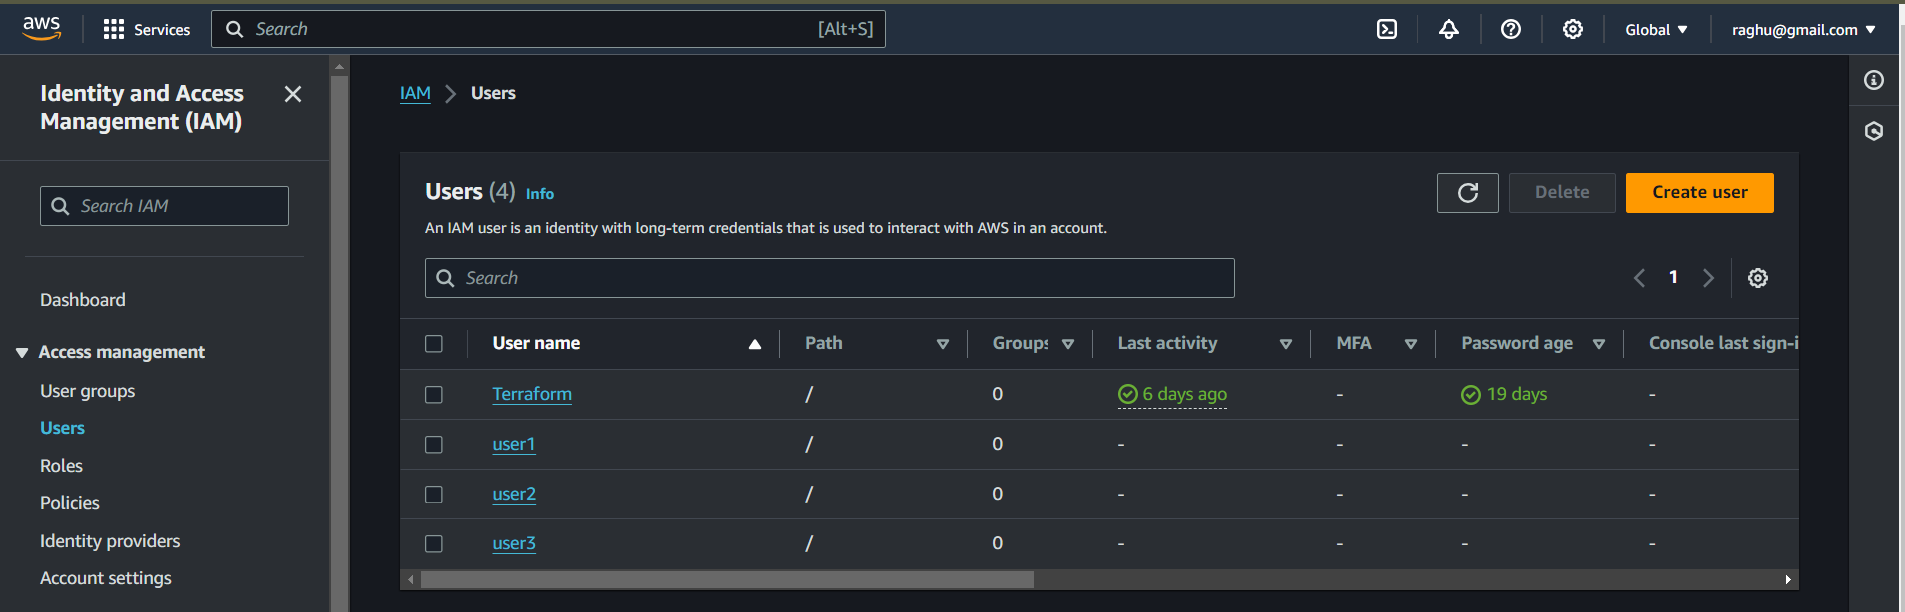 aws
Services
Search [Alt+S]
Global
raghu@gmail.com
Identity and Access
Management (IAM)
Search IAM
Dashboard
Access management
User groups
Users
Roles
Policies
Identity providers
Account settings
IAM > Users
Users (4) Info
Delete
Create user
An IAM user is an identity with long-term credentials that is used to interact with AWS in an account.
Search
1
User name Path Groups Last activity MFA Password age Console last sign-i
Terraform / 0 6 days ago - 19 days -
user1 / 0 - - - -
user2 / 0 - - - -
user3 / 0 - - - -